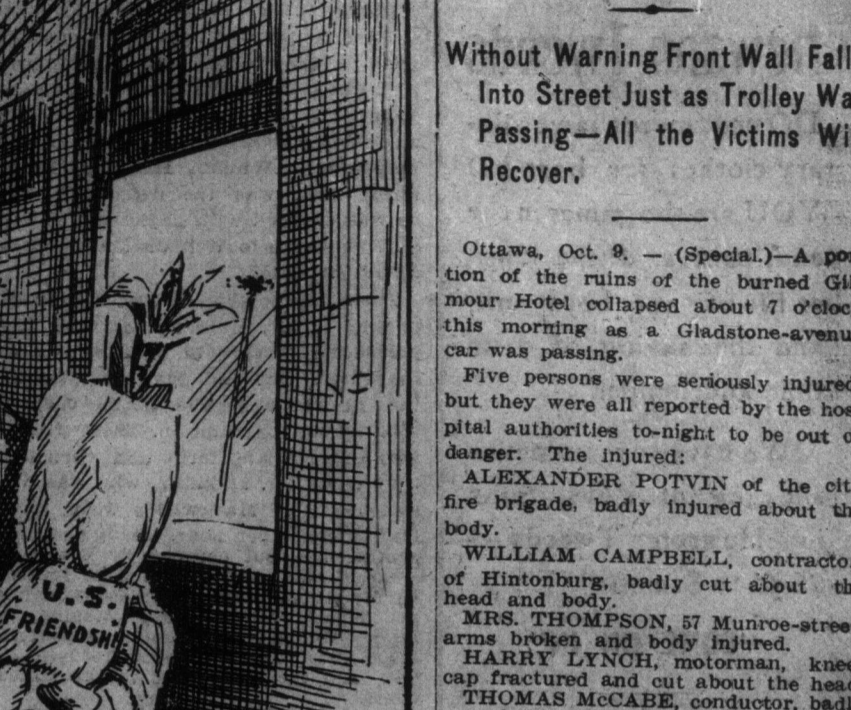 U.S.
FRIENDSHI
Without Warning Front Wall Fall
Into Street Just as Trolley Wa
Passing—All the Victims Wi
Recover.
Ottawa, Oct. 9. — (Special.)—A por
tion of the ruins of the burned Gil
mour Hotel collapsed about 7 o'cloc
this morning as a Gladstone-avenu
car was passing.
Five persons were seriously injured
but they were all reported by the hos
pital authorities to-night to be out o
danger. The injured:
ALEXANDER POTVIN of the cit
fire brigade, badly injured about th
body.
WILLIAM CAMPBELL, contracto
of Hintonburg, badly cut about th
head and body.
MRS. THOMPSON, 57 Munroe-stree
arms broken and body injured.
HARRY LYNCH, motorman, knee
cap fractured and cut about the head
THOMAS McCABE, conductor, badl